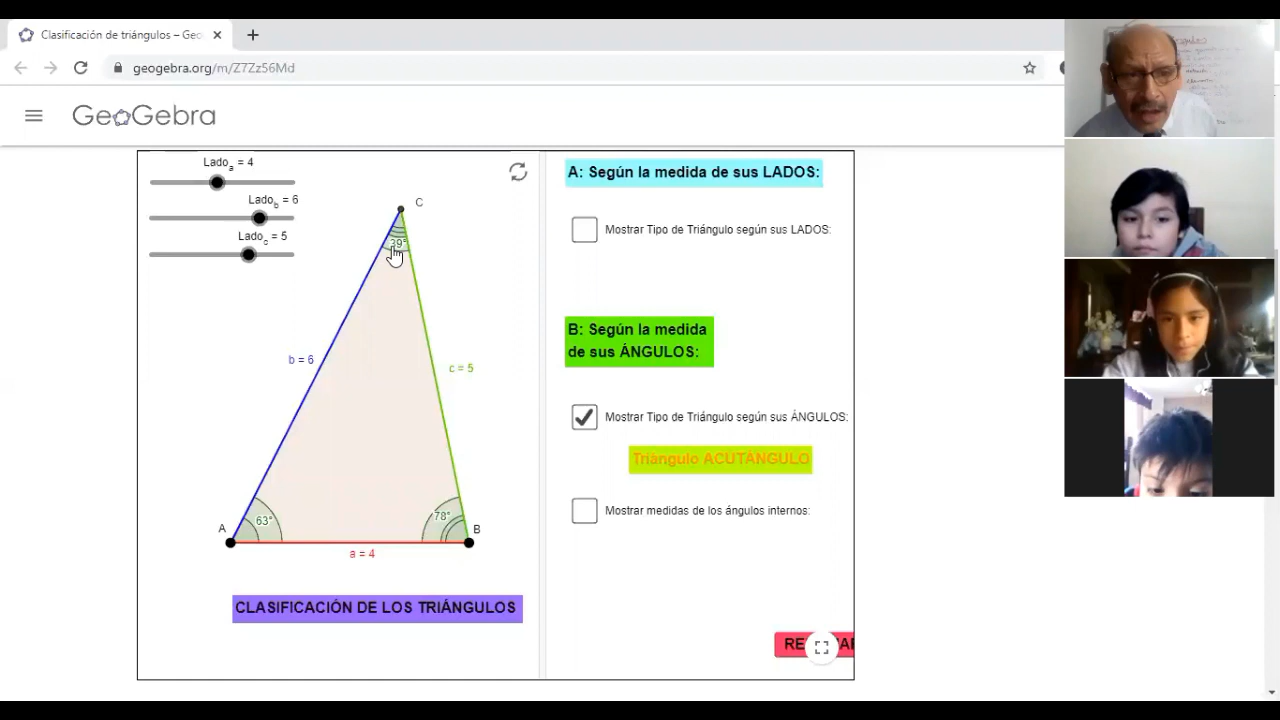 Clasificación de triángulos – Geo
geogebra.org/m/Z7Zz56Md
GeoGebra
Lado_a = 4
Lado_b = 6
Lado_c = 5
C
39°
b = 6
c = 5
A
63°
78°
B
a = 4
CLASIFICACIÓN DE LOS TRIÁNGULOS
A: Según la medida de sus LADOS:
Mostrar Tipo de Triángulo según sus LADOS:
B: Según la medida
de sus ÁNGULOS:
Mostrar Tipo de Triángulo según sus ÁNGULOS:
Triángulo ACUTÁNGULO
Mostrar medidas de los ángulos internos: